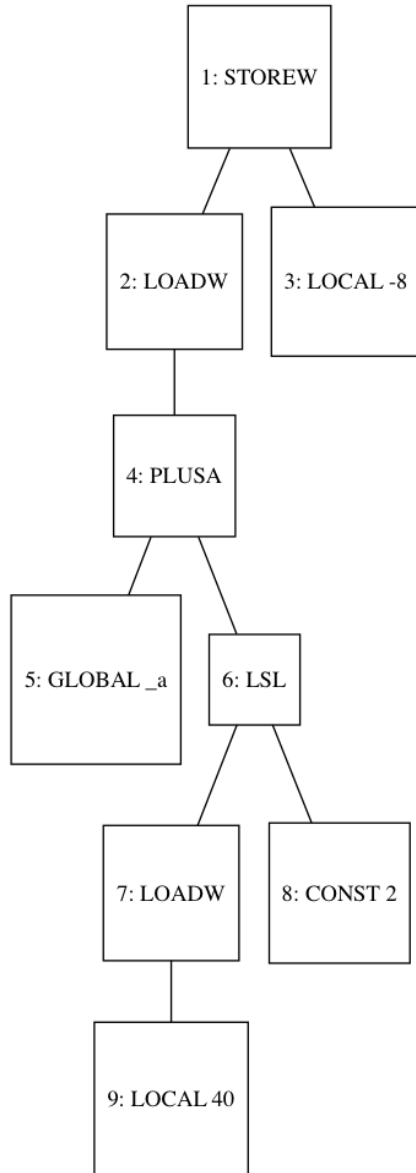 1: STOREW
2: LOADW
3: LOCAL -8
4: PLUSA
5: GLOBAL _a
6: LSL
7: LOADW
8: CONST 2
9: LOCAL 40